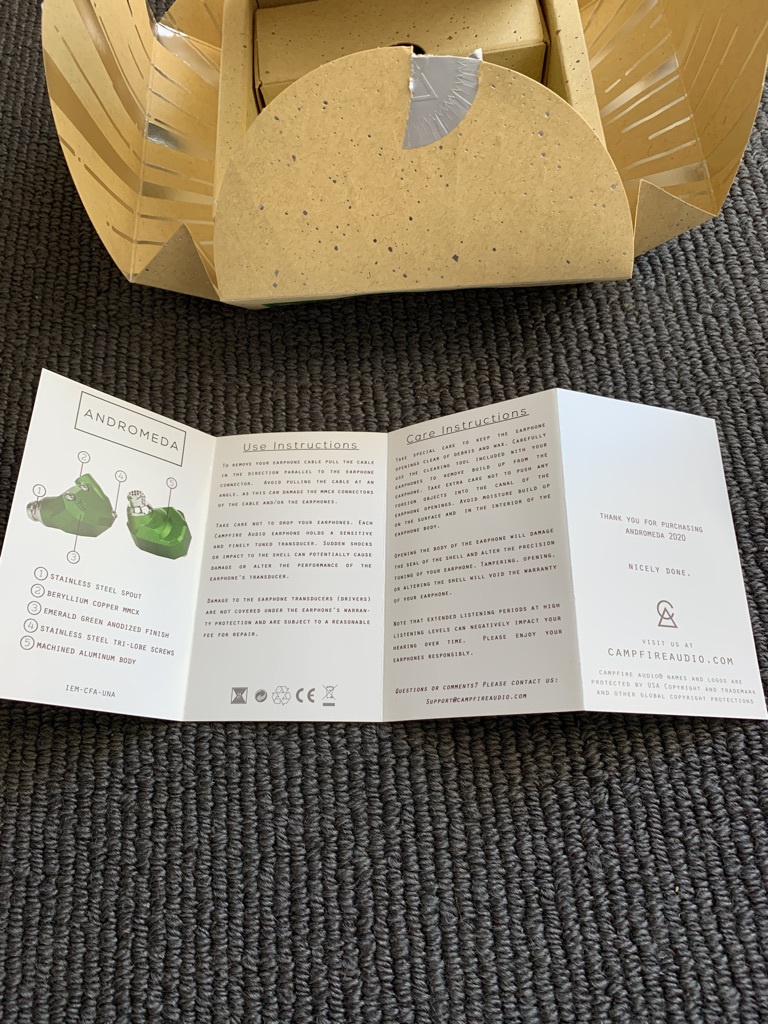 ANDROMEDA
2
4
5
1
3
1 STAINLESS STEEL SPOUT
2 BERYLLIUM COPPER MMCX
3 EMERALD GREEN ANODIZED FINISH
4 STAINLESS STEEL TRI-LOBE SCREWS
5 MACHINED ALUMINUM BODY
IEM-CFA-UNA
Use Instructions
TO REMOVE YOUR EARPHONE CABLE PULL THE CABLE
IN THE DIRECTION PARALLEL TO THE EARPHONE
CONNECTOR. AVOID PULLING THE CABLE AT AN
ANGLE, AS THIS CAN DAMAGE THE MMCX CONNECTORS
OF THE CABLE AND/OR THE EARPHONES.
TAKE CARE NOT TO DROP YOUR EARPHONES. EACH
CAMPFIRE AUDIO EARPHONE HOLDS A SENSITIVE
AND FINELY TUNED TRANSDUCER. SUDDEN SHOCKS
OR IMPACT TO THE SHELL CAN POTENTIALLY CAUSE
DAMAGE OR ALTER THE PERFORMANCE OF THE
EARPHONE'S TRANSDUCER.
DAMAGE TO THE EARPHONE TRANSDUCERS (DRIVERS)
ARE NOT COVERED UNDER THE EARPHONE'S WARRAN-
TY PROTECTION AND ARE SUBJECT TO A REASONABLE
FEE FOR REPAIR.
CE
Care Instructions
TAKE SPECIAL CARE TO KEEP THE EARPHONE
OPENINGS CLEAR OF DEBRIS AND WAX. CAREFULLY
USE THE CLEARING TOOL INCLUDED WITH YOUR
EARPHONES TO REMOVE BUILD UP FROM THE
EARPHONE. TAKE EXTRA CARE NOT TO PUSH ANY
FOREIGN OBJECTS INTO THE CANAL OF THE
EARPHONE OPENINGS. AVOID MOISTURE BUILD UP
ON THE SURFACE AND IN THE INTERIOR OF THE
EARPHONE BODY.
OPENING THE BODY OF THE EARPHONE WILL DAMAGE
THE SEAL OF THE SHELL AND ALTER THE PRECISION
TUNING OF YOUR EARPHONE. TAMPERING, OPENING,
OR ALTERING THE SHELL WILL VOID THE WARRANTY
OF YOUR EARPHONE.
NOTE THAT EXTENDED LISTENING PERIODS AT HIGH
LISTENING LEVELS CAN NEGATIVELY IMPACT YOUR
HEARING OVER TIME. PLEASE ENJOY YOUR
EARPHONES RESPONSIBLY.
QUESTIONS OR COMMENTS? PLEASE CONTACT US:
SUPPORT@CAMPFIREAUDIO.COM
THANK YOU FOR PURCHASING
ANDROMEDA 2020
NICELY DONE.
VISIT US AT
CAMPFIREAUDIO.COM
CAMPFIRE AUDIO® NAMES AND LOGOS ARE
PROTECTED BY USA COPYRIGHT AND TRADEMARK
AND OTHER GLOBAL COPYRIGHT PROTECTIONS